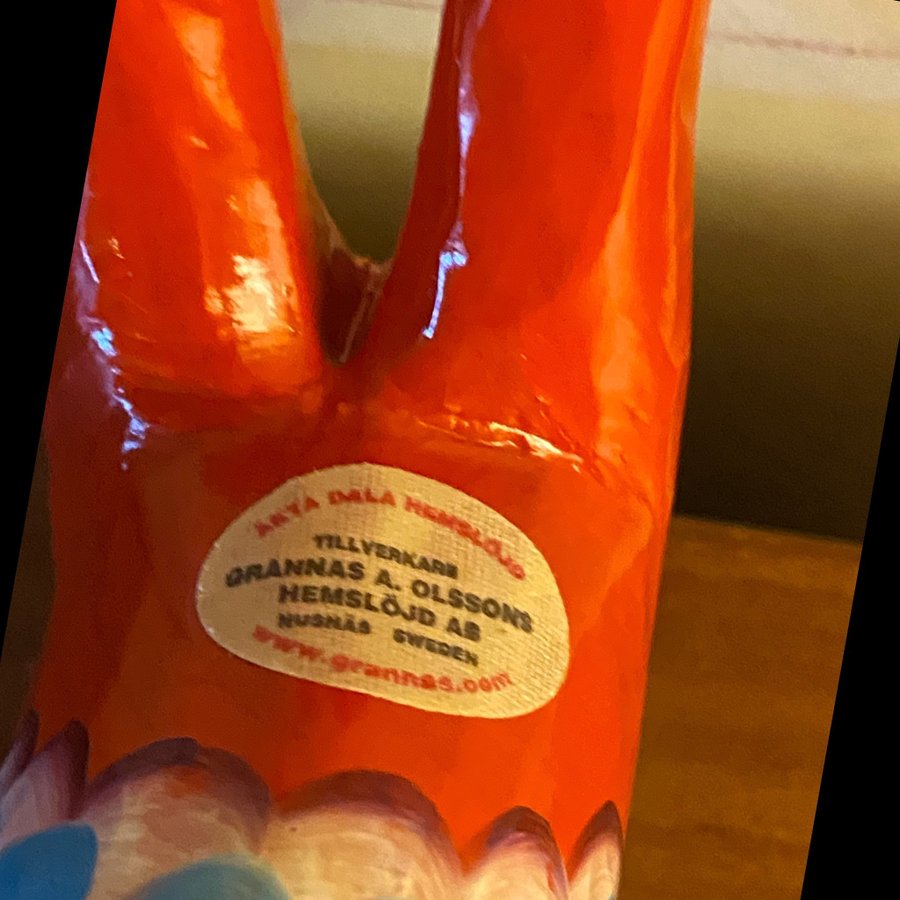 ÄKTA DALA HEMSLÖJD
TILLVERKARE
GRANNAS A. OLSSONS
HEMSLÖJD AB
NUSNÄS SWEDEN
www.grannas.com